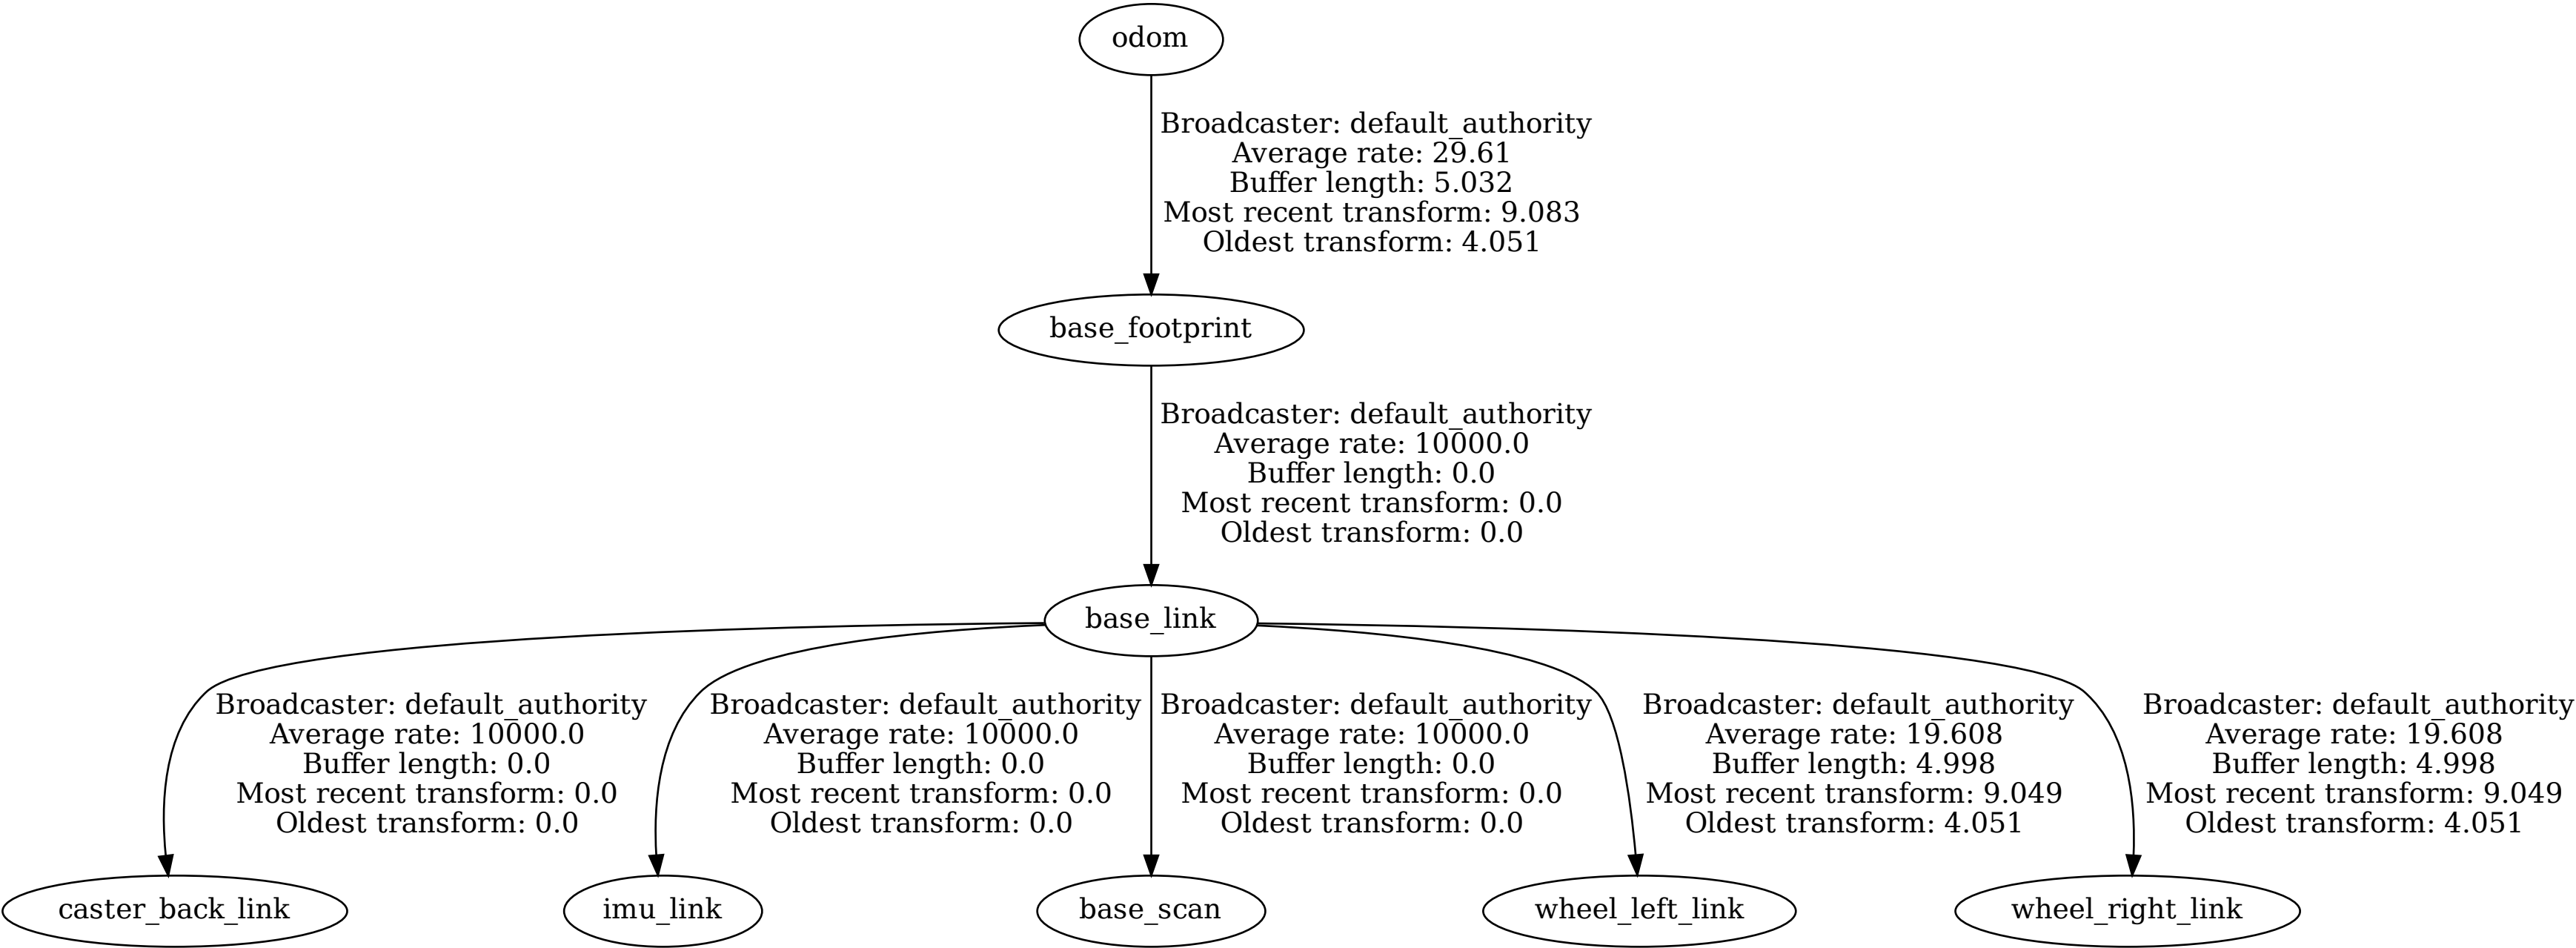 odom
Broadcaster: default_authority
Average rate: 29.61
Buffer length: 5.032
Most recent transform: 9.083
Oldest transform: 4.051
base_footprint
Broadcaster: default_authority
Average rate: 10000.0
Buffer length: 0.0
Most recent transform: 0.0
Oldest transform: 0.0
base_link
Broadcaster: default_authority
Average rate: 10000.0
Buffer length: 0.0
Most recent transform: 0.0
Oldest transform: 0.0
Broadcaster: default_authority
Average rate: 10000.0
Buffer length: 0.0
Most recent transform: 0.0
Oldest transform: 0.0
Broadcaster: default_authority
Average rate: 10000.0
Buffer length: 0.0
Most recent transform: 0.0
Oldest transform: 0.0
Broadcaster: default_authority
Average rate: 19.608
Buffer length: 4.998
Most recent transform: 9.049
Oldest transform: 4.051
Broadcaster: default_authority
Average rate: 19.608
Buffer length: 4.998
Most recent transform: 9.049
Oldest transform: 4.051
caster_back_link
imu_link
base_scan
wheel_left_link
wheel_right_link